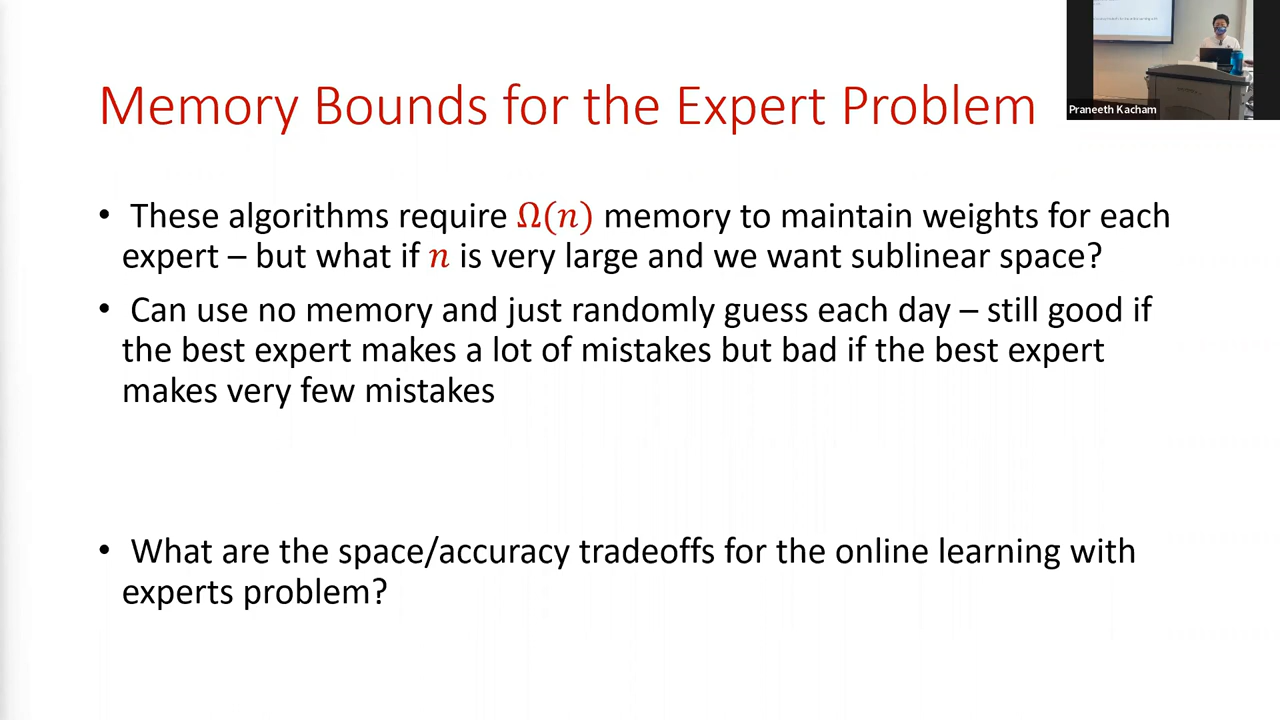 Memory Bounds for the Expert Problem
Praneeth Kacham
• These algorithms require Ω(n) memory to maintain weights for each
expert – but what if n is very large and we want sublinear space?
• Can use no memory and just randomly guess each day – still good if
the best expert makes a lot of mistakes but bad if the best expert
makes very few mistakes
• What are the space/accuracy tradeoffs for the online learning with
experts problem?